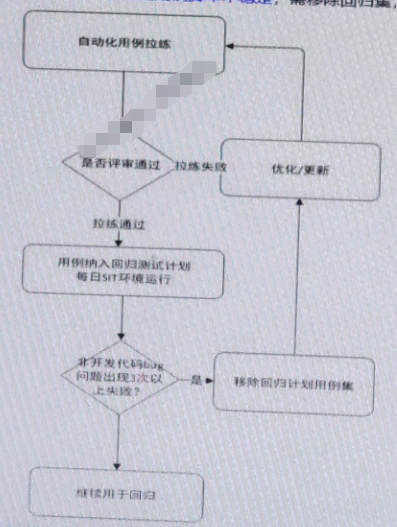 需移除回归集，
自动化用例拉练
是否评审通过
拉练失败
优化/更新
拉练通过
用例纳入回归测试计划
每日SIT环境运行
非开发代码bug
问题出现3次以
上失败？
是
移除回归计划用例集
继续用于回归